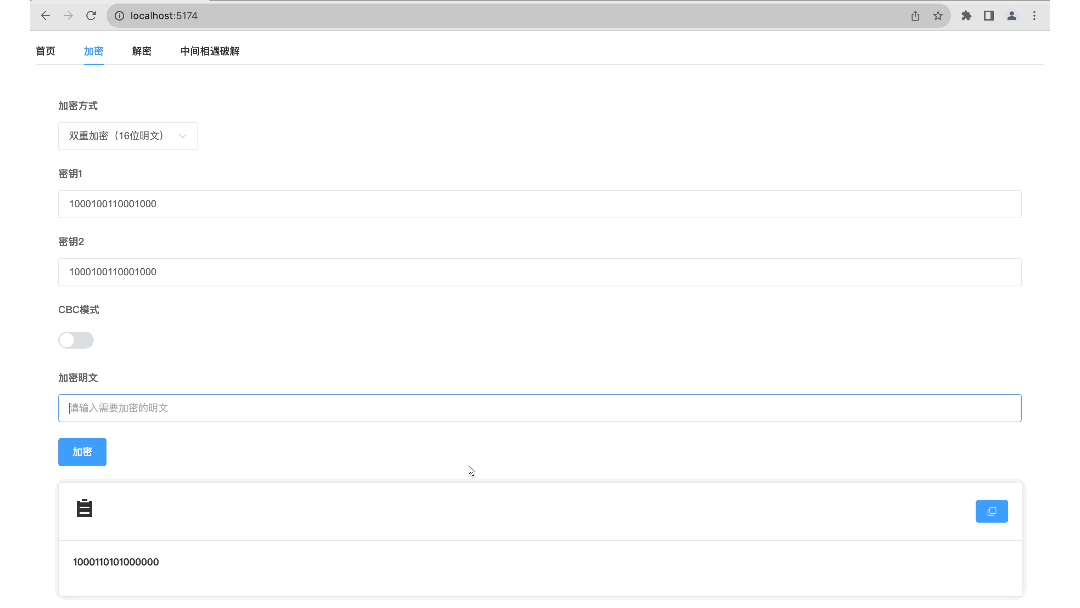 localhost:5174
首页 加密 解密 中间相遇破解
加密方式
双重加密（16位明文）
密钥1
1000100110001000
密钥2
1000100110001000
CBC模式
加密明文
请输入需要加密的明文
加密
1000110101000000